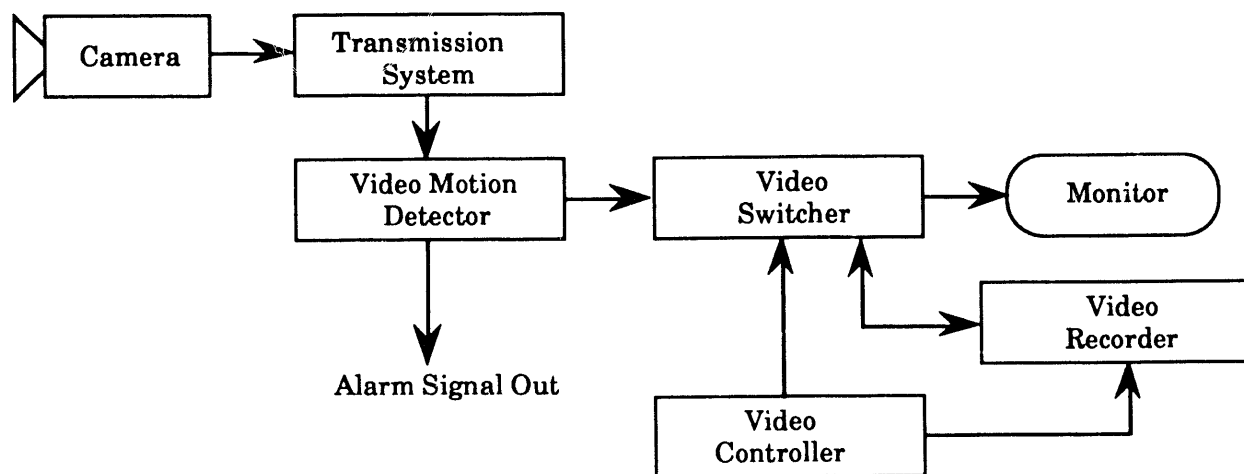 Camera
Transmission
System
Video Motion
Detector
Video
Switcher
Monitor
Video
Recorder
Alarm Signal Out
Video
Controller